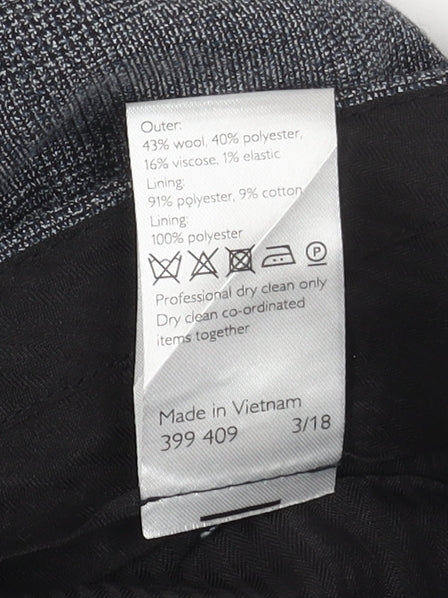 Outer:
43% wool, 40% polyester,
16% viscose, 1% elastic
Lining:
91% polyester, 9% cotton
Lining:
100% polyester
P
Professional dry clean only
Dry clean co-ordinated
items together
Made in Vietnam
399 409 3/18